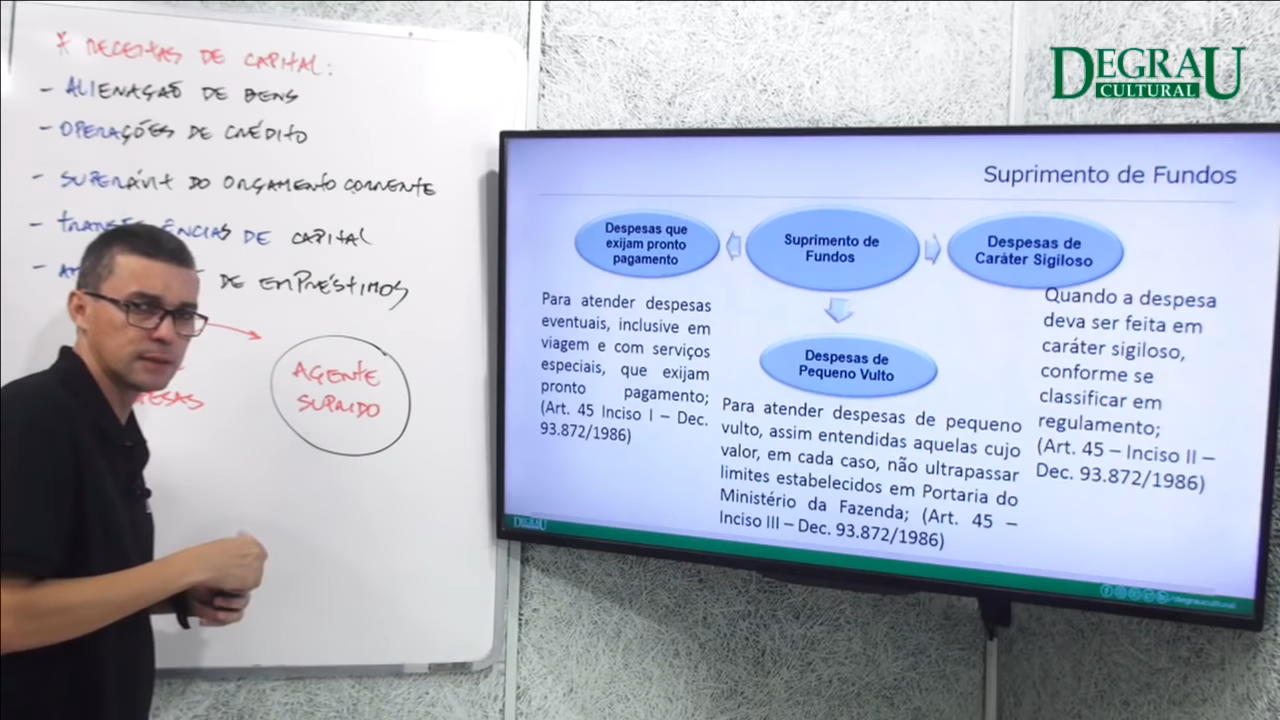 * RECEITAS DE CAPITAL:
- ALIENAÇÃO DE BENS
- OPERAÇÕES DE CRÉDITO
- SUPERÁVIT DO ORÇAMENTO CORRENTE
- DE CAPITAL
- DE EMPRÉSTIMOS
AGENTE
SUPRIDO
DEGRAU
CULTURAL
Suprimento de Fundos
Despesas que
exijam pronto
pagamento
Suprimento de
Fundos
Despesas de
Caráter Sigiloso
Para atender despesas
eventuais, inclusive em
viagem e com serviços
especiais, que exijam
pronto pagamento;
(Art. 45 Inciso I – Dec.
93.872/1986)
Despesas de
Pequeno Vulto
Para atender despesas de pequeno
vulto, assim entendidas aquelas cujo
valor, em cada caso, não ultrapassar
limites estabelecidos em Portaria do
Ministério da Fazenda; (Art. 45 –
Inciso III – Dec. 93.872/1986)
Quando a despesa
deva ser feita em
caráter sigiloso,
conforme se
classificar em
regulamento;
(Art. 45 – Inciso II –
Dec. 93.872/1986)
DEGRAU
/degraucultural